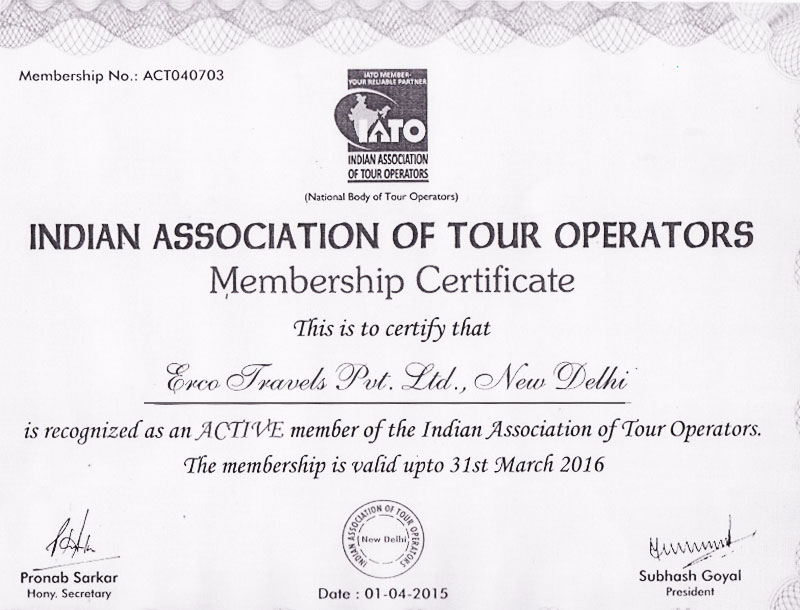 Membership No.: ACT040703
IATO MEMBER-
YOUR RELIABLE PARTNER
IATO
INDIAN ASSOCIATION
OF TOUR OPERATORS
(National Body of Tour Operators)
INDIAN ASSOCIATION OF TOUR OPERATORS
Membership Certificate
This is to certify that
Erco Travels Pvt. Ltd., New Delhi
is recognized as an ACTIVE member of the Indian Association of Tour Operators.
The membership is valid upto 31st March 2016
INDIAN ASSOCIATION OF TOUR OPERATORS
New Delhi
Pronab Sarkar
Hony. Secretary
Date : 01-04-2015
Subhash Goyal
President